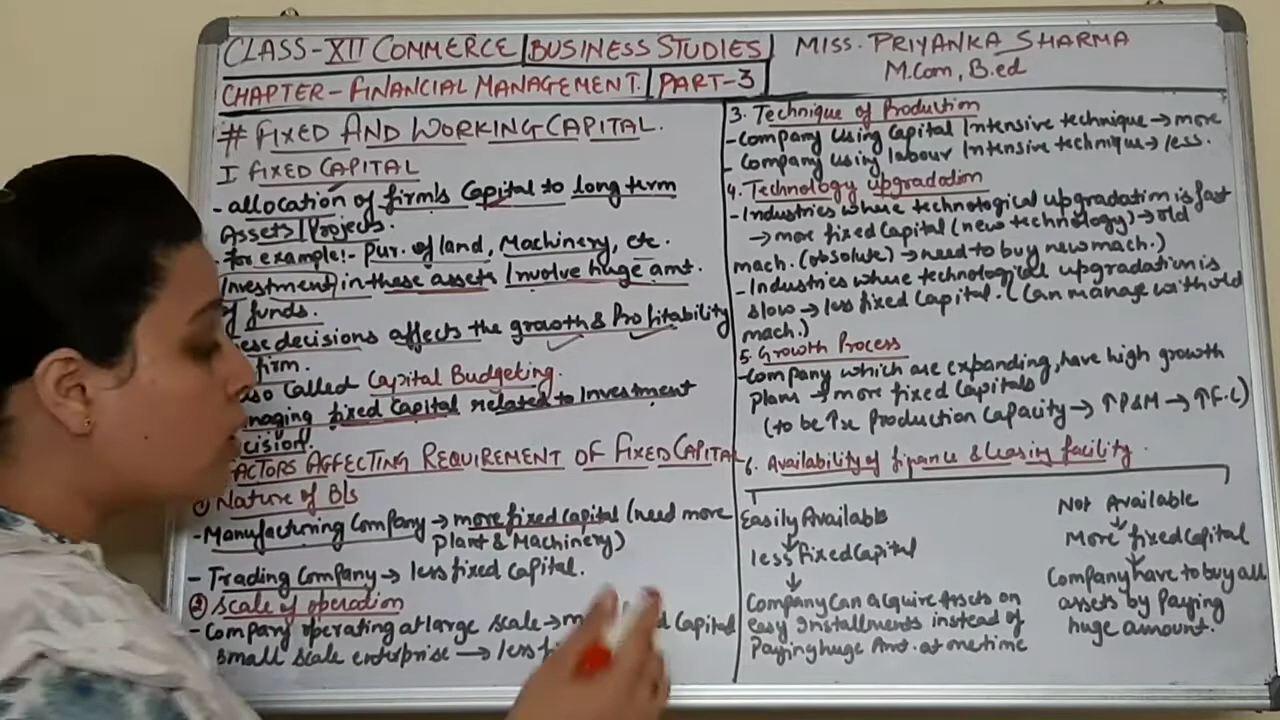 CLASS-XII COMMERCE BUSINESS STUDIES
MISS. PRIYANKA SHARMA
M.Com, B.ed
CHAPTER- FINANCIAL MANAGEMENT. PART-3
# FIXED AND WORKING CAPITAL.
I FIXED CAPITAL
- allocation of firm's Capital to long term
Assets/Projects.
- For example:- Pur. of land, Machinery, etc.
Investment in these assets Involve huge amt.
funds.
decisions affects the growth & Profitability
firm.
called Capital Budgeting.
fixed Capital related to Investment
FACTORS AFFECTING REQUIREMENT OF FIXED CAPITAL
① Nature of B/s
- Manufacturing Company → more fixed capital (need more
Plant & Machinery)
- Trading Company → less fixed capital.
② Scale of operation
- Company operating at large scale → Capital
small scale enterprise → less
3. Technique of Production
- Company using Capital Intensive technique → more
- Company using labour Intensive technique → less.
4. Technology upgradation
- Industries where technological upgradation is fast
→ more fixed capital (new technology) → old
mach. (obsolute) → need to buy new mach.)
- Industries where technological upgradation is
slow → less fixed Capital. (Can manage with old
mach.)
5. Growth Process
- Company which are expanding, have high growth
plans → more fixed Capitals
(to be ↑se Production Capacity → ↑P&M → ↑F.C)
6. Availability of finance & leasing facility.
Easily Available
↓
less fixed Capital
↓
Company Can acquire Assets on
easy Installments instead of
Paying huge Amt. at one time
Not Available
↓
More fixed Capital
↓
Company have to buy all
assets by Paying
huge amount.